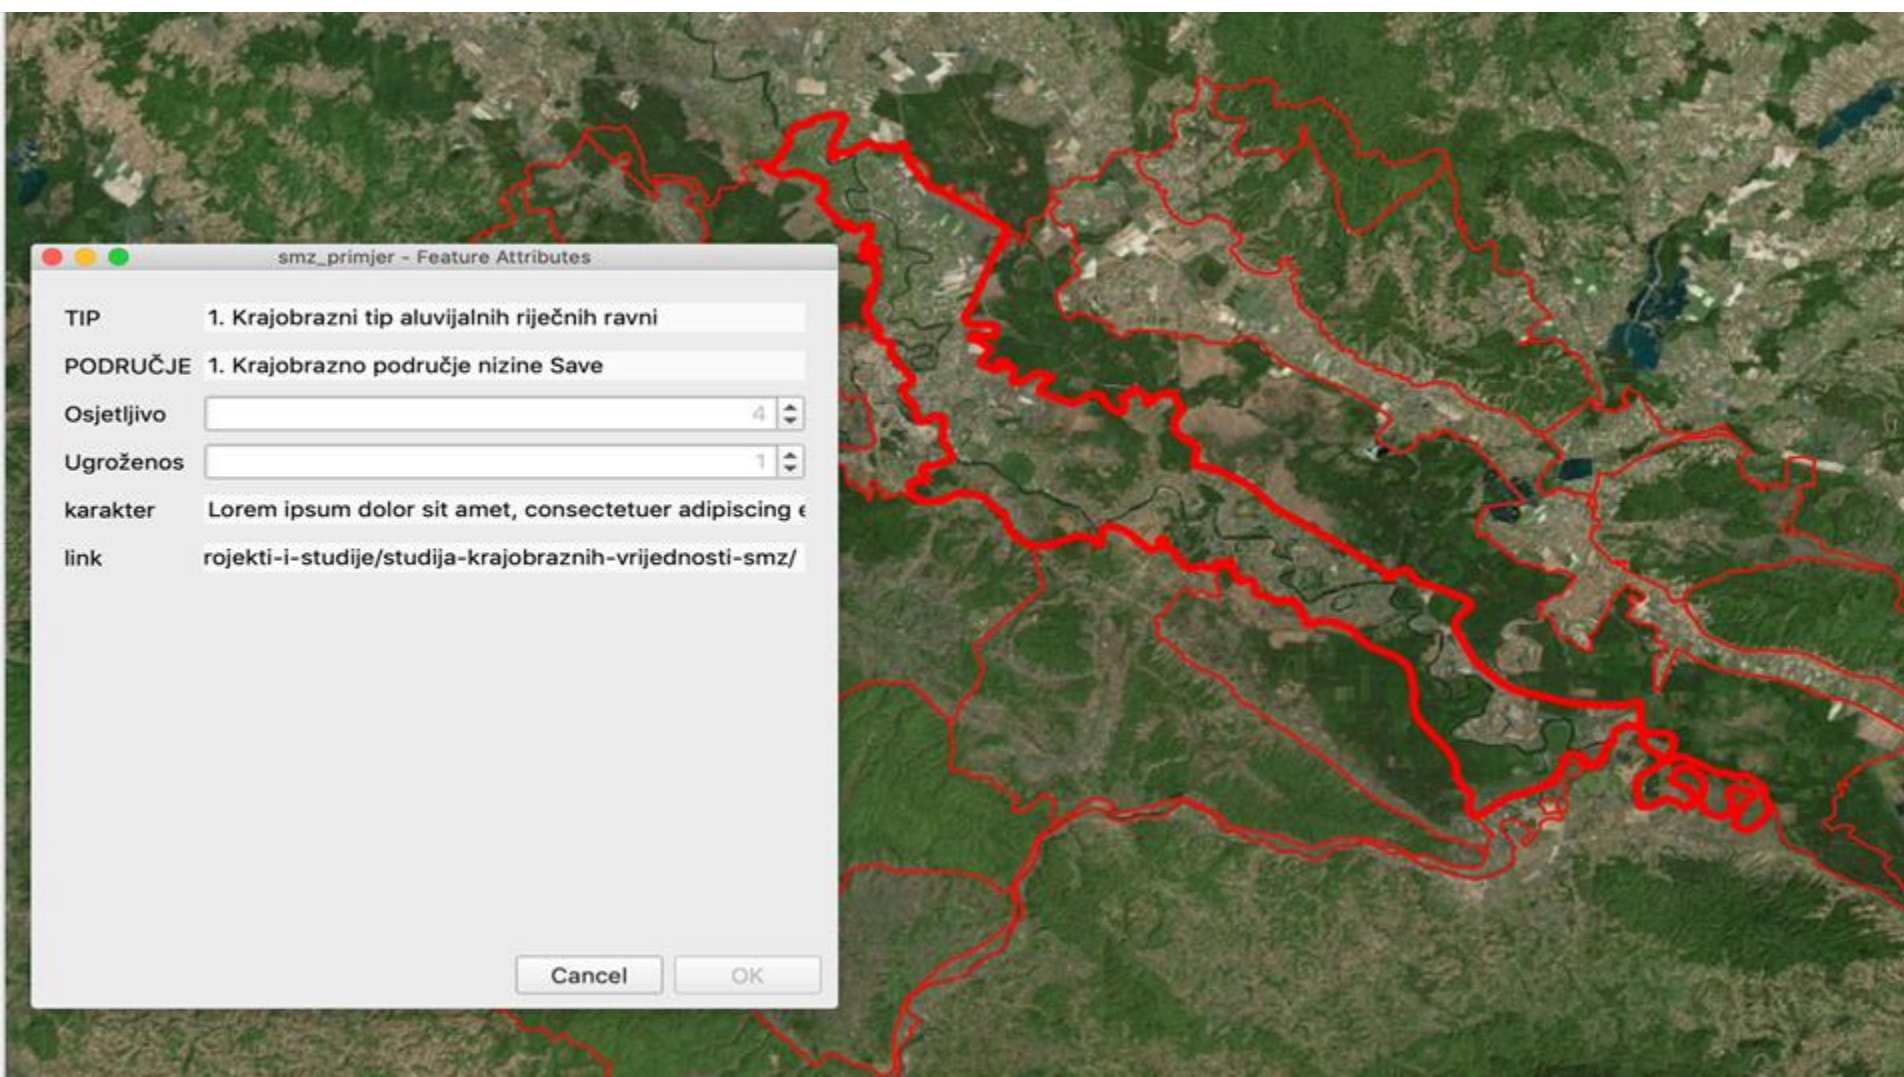 smz_primjer - Feature Attributes
TIP 1. Krajobrazni tip aluvijalnih riječnih ravni
PODRUČJE 1. Krajobrazno područje nizine Save
Osjetljivo 4
Ugroženos 1
karakter Lorem ipsum dolor sit amet, consectetuer adipiscing e
link rojekti-i-studije/studija-krajobraznih-vrijednosti-smz/
Cancel OK